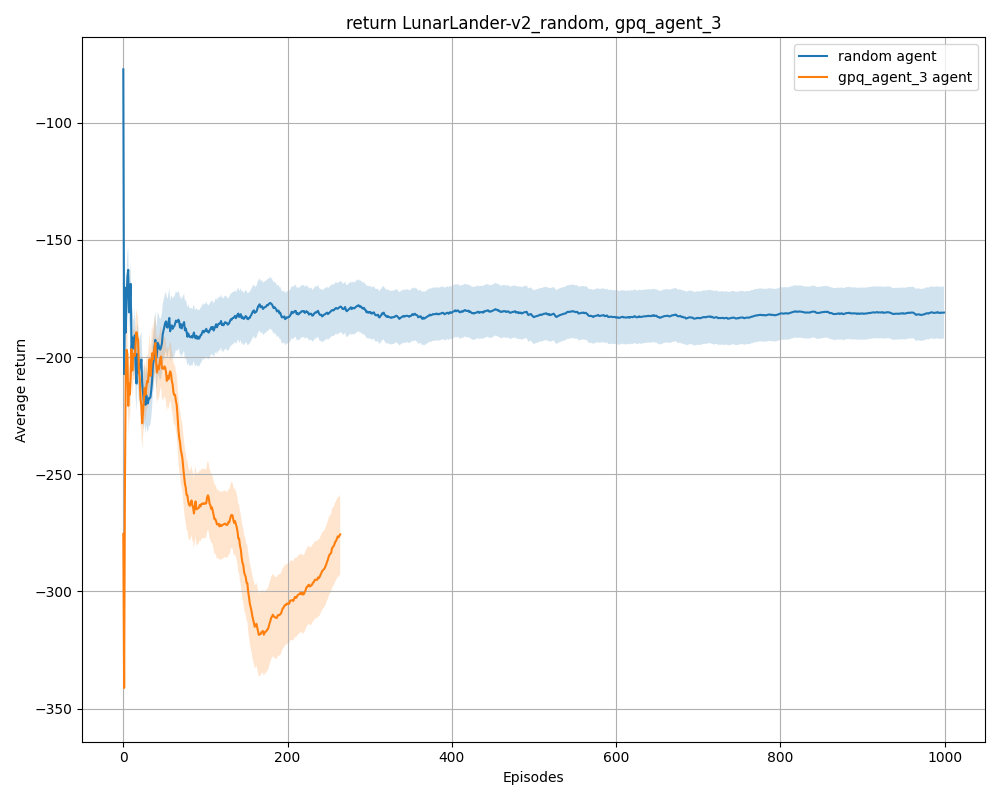 return LunarLander-v2_random, gpq_agent_3
random agent
gpq_agent_3 agent
Average return
−100
−150
−200
−250
−300
−350
0
200
400
600
800
1000
Episodes